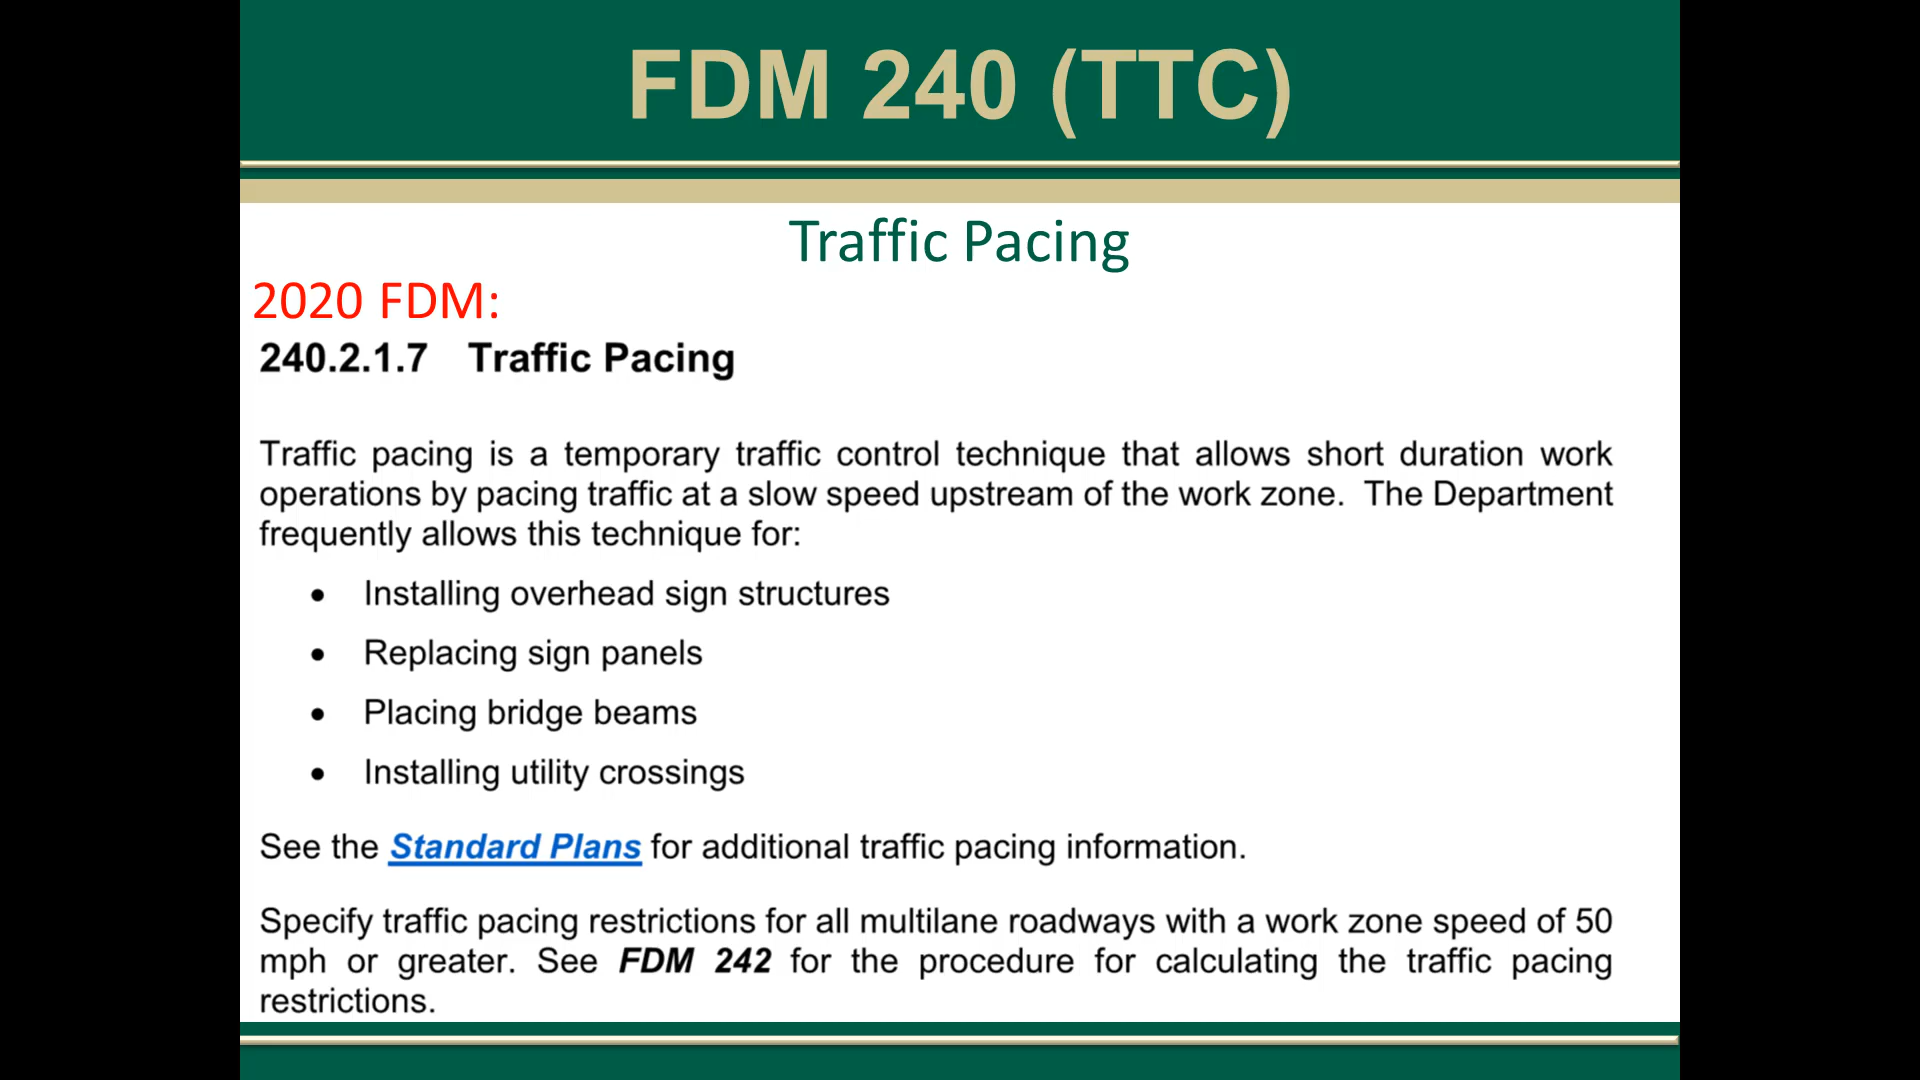 FDM 240 (TTC)
Traffic Pacing
2020 FDM:
240.2.1.7 Traffic Pacing
Traffic pacing is a temporary traffic control technique that allows short duration work
operations by pacing traffic at a slow speed upstream of the work zone. The Department
frequently allows this technique for:
• Installing overhead sign structures
• Replacing sign panels
• Placing bridge beams
• Installing utility crossings
See the Standard Plans for additional traffic pacing information.
Specify traffic pacing restrictions for all multilane roadways with a work zone speed of 50
mph or greater. See FDM 242 for the procedure for calculating the traffic pacing
restrictions.